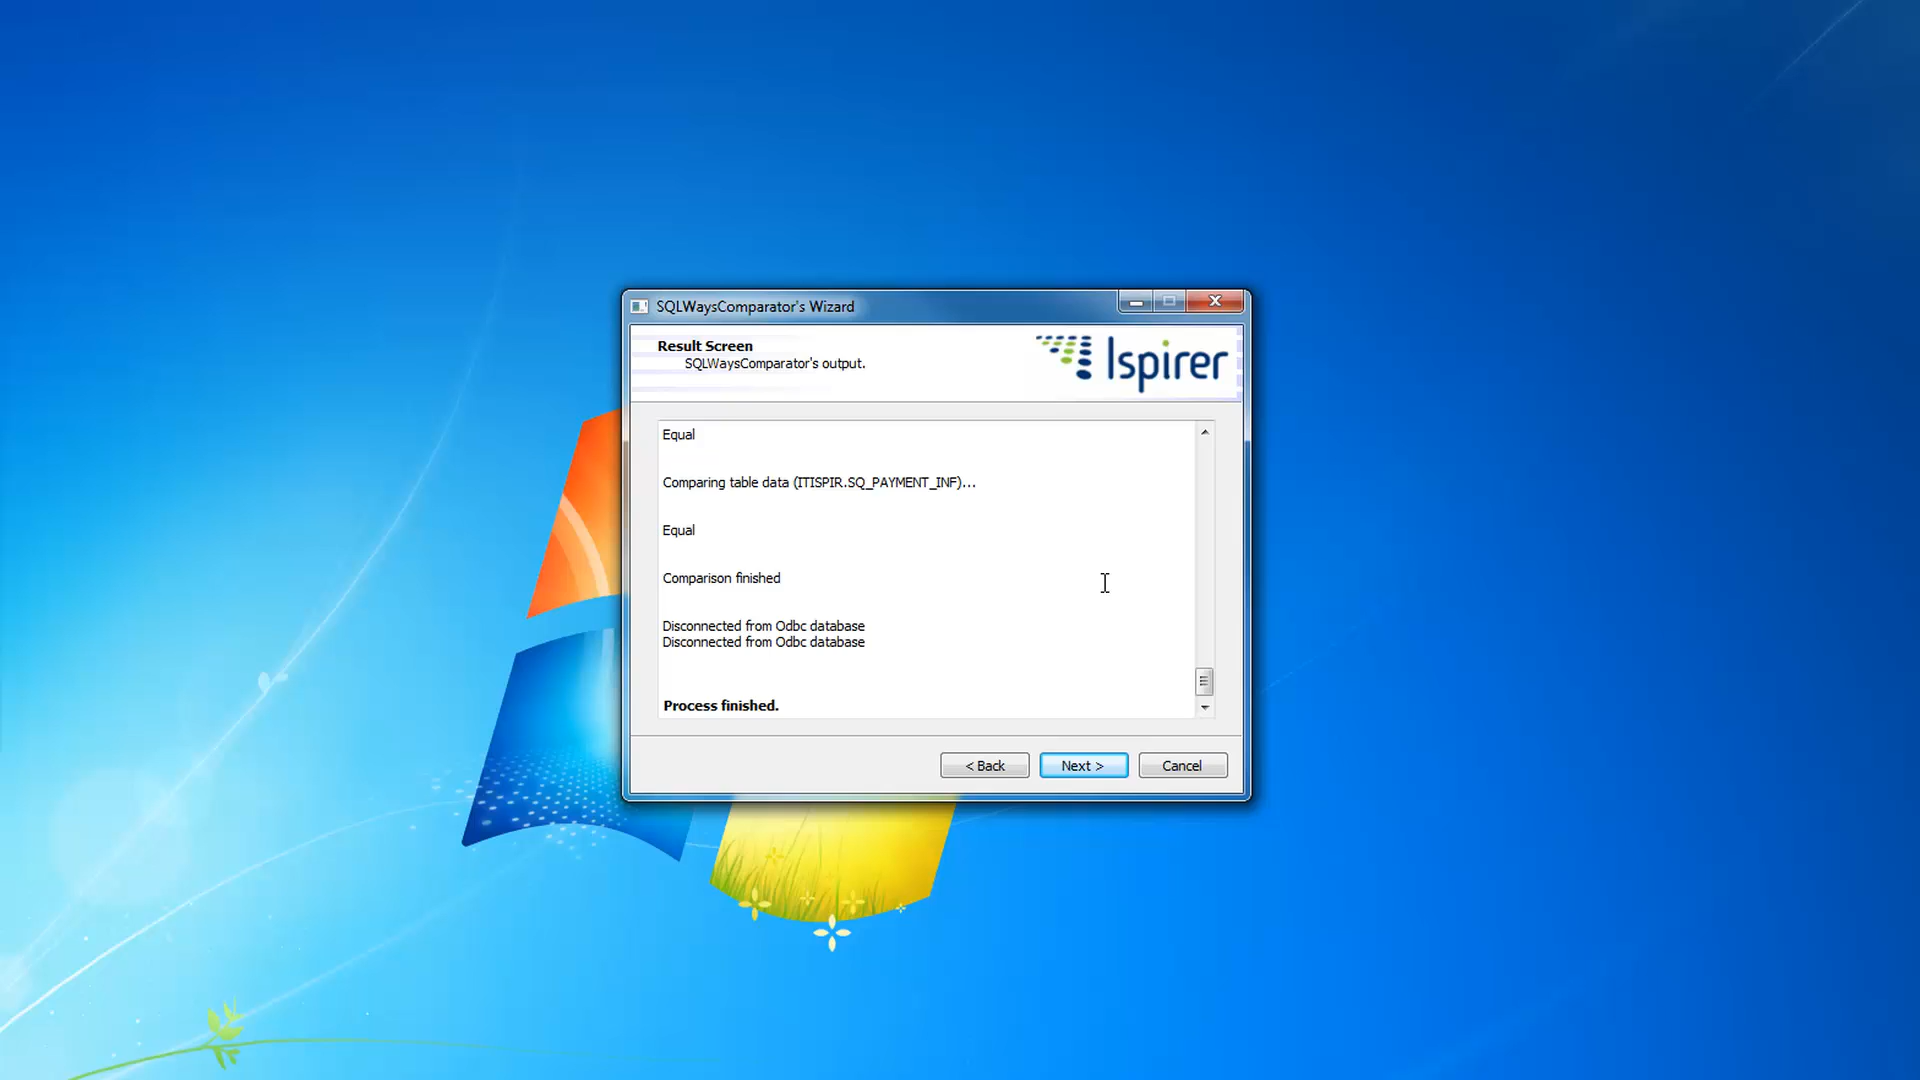 SQLWaysComparator's Wizard
Result Screen
SQLWaysComparator's output.
Ispirer
Equal
Comparing table data (ITISPIR.SQ_PAYMENT_INF)...
Equal
Comparison finished
Disconnected from Odbc database
Disconnected from Odbc database
Process finished.
< Back
Next >
Cancel